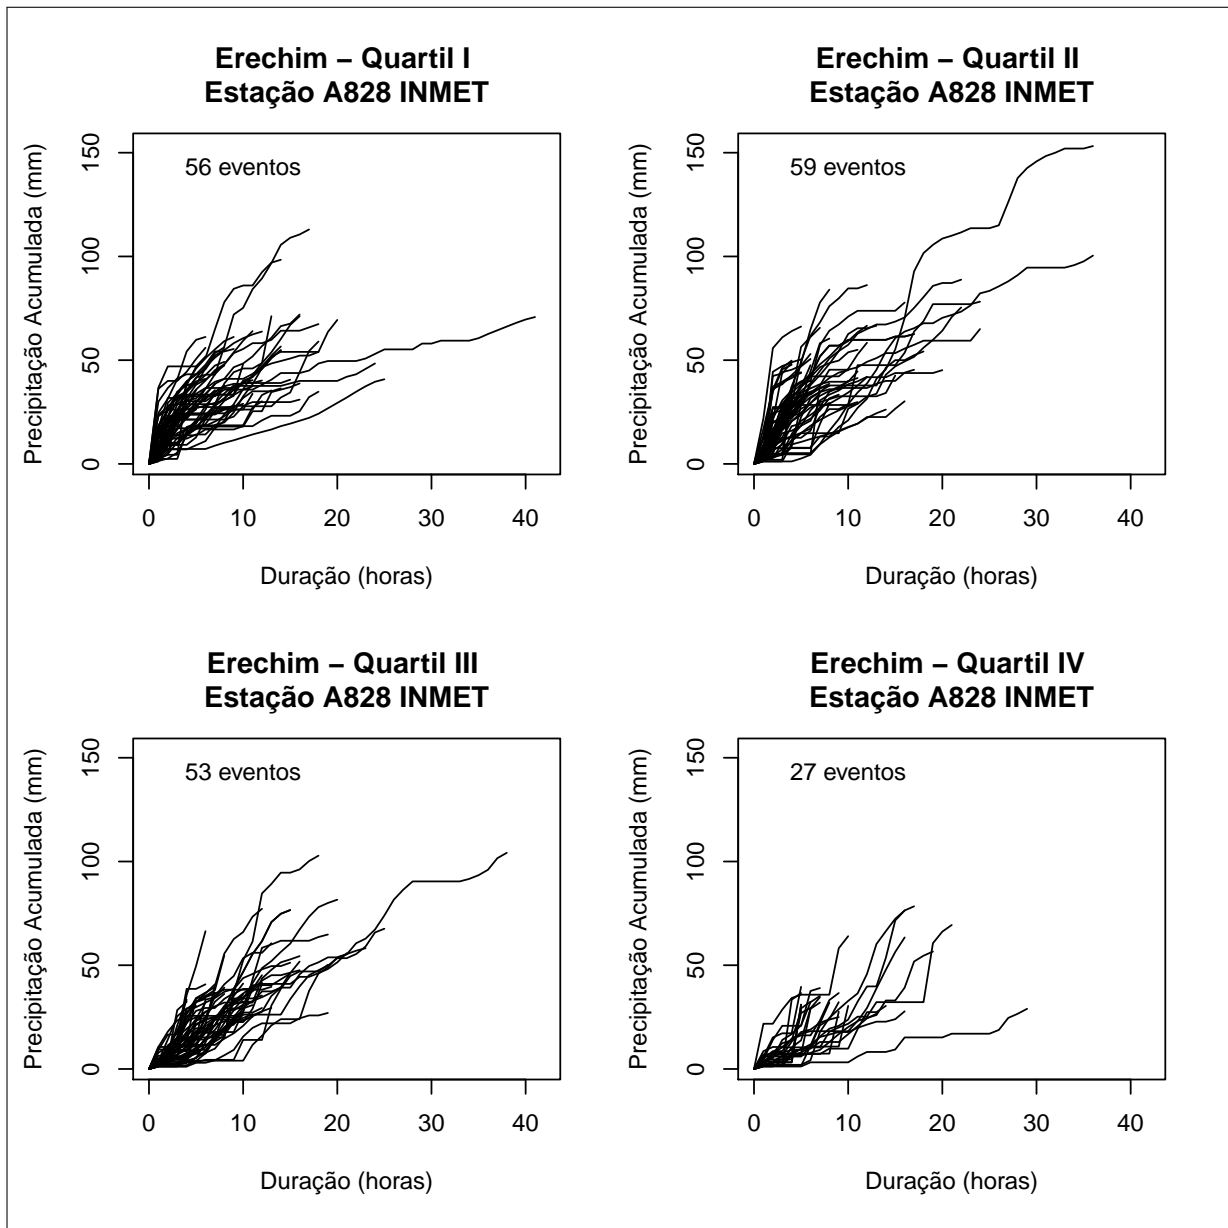 Erechim – Quartil I
Estação A828 INMET
56 eventos
Precipitação Acumulada (mm)
150
100
50
0
0 10 20 30 40
Duração (horas)
Erechim – Quartil II
Estação A828 INMET
59 eventos
Precipitação Acumulada (mm)
150
100
50
0
0 10 20 30 40
Duração (horas)
Erechim – Quartil III
Estação A828 INMET
53 eventos
Precipitação Acumulada (mm)
150
100
50
0
0 10 20 30 40
Duração (horas)
Erechim – Quartil IV
Estação A828 INMET
27 eventos
Precipitação Acumulada (mm)
150
100
50
0
0 10 20 30 40
Duração (horas)